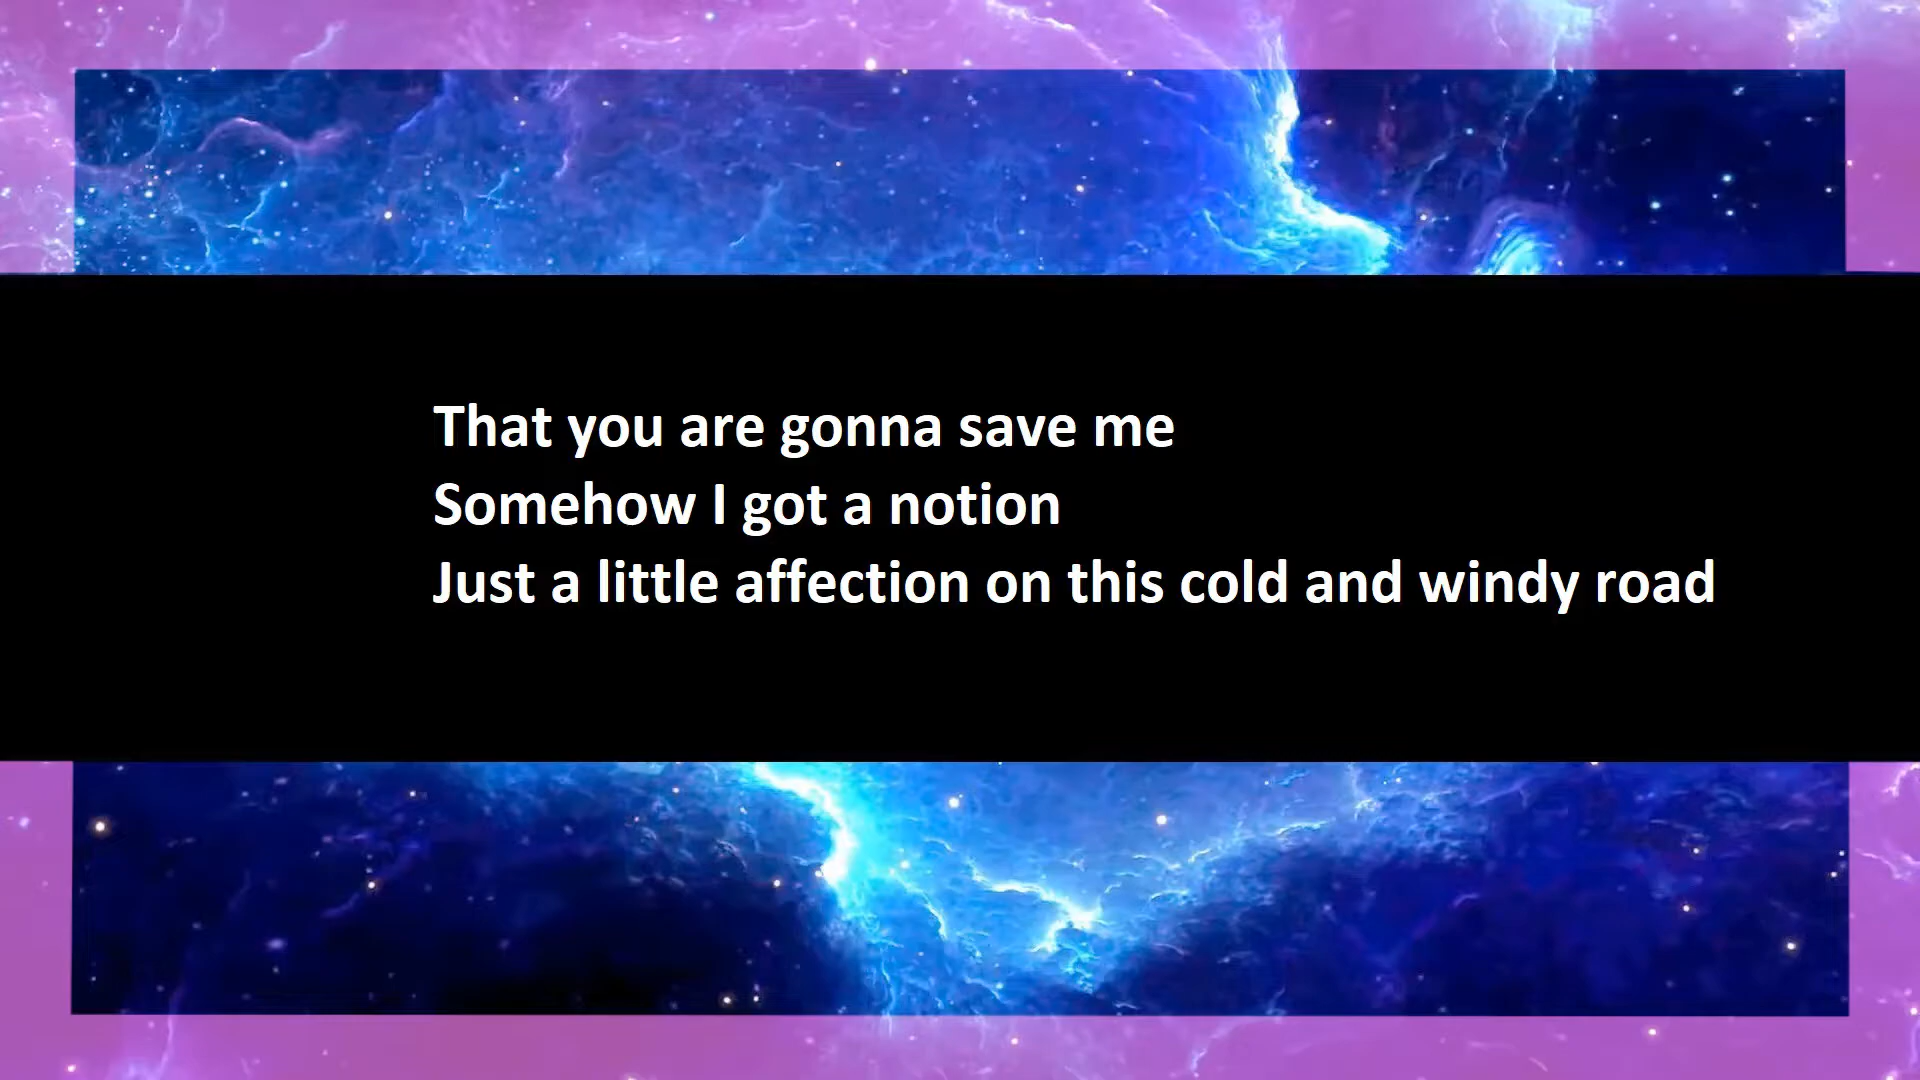 That you are gonna save me
Somehow I got a notion
Just a little affection on this cold and windy road